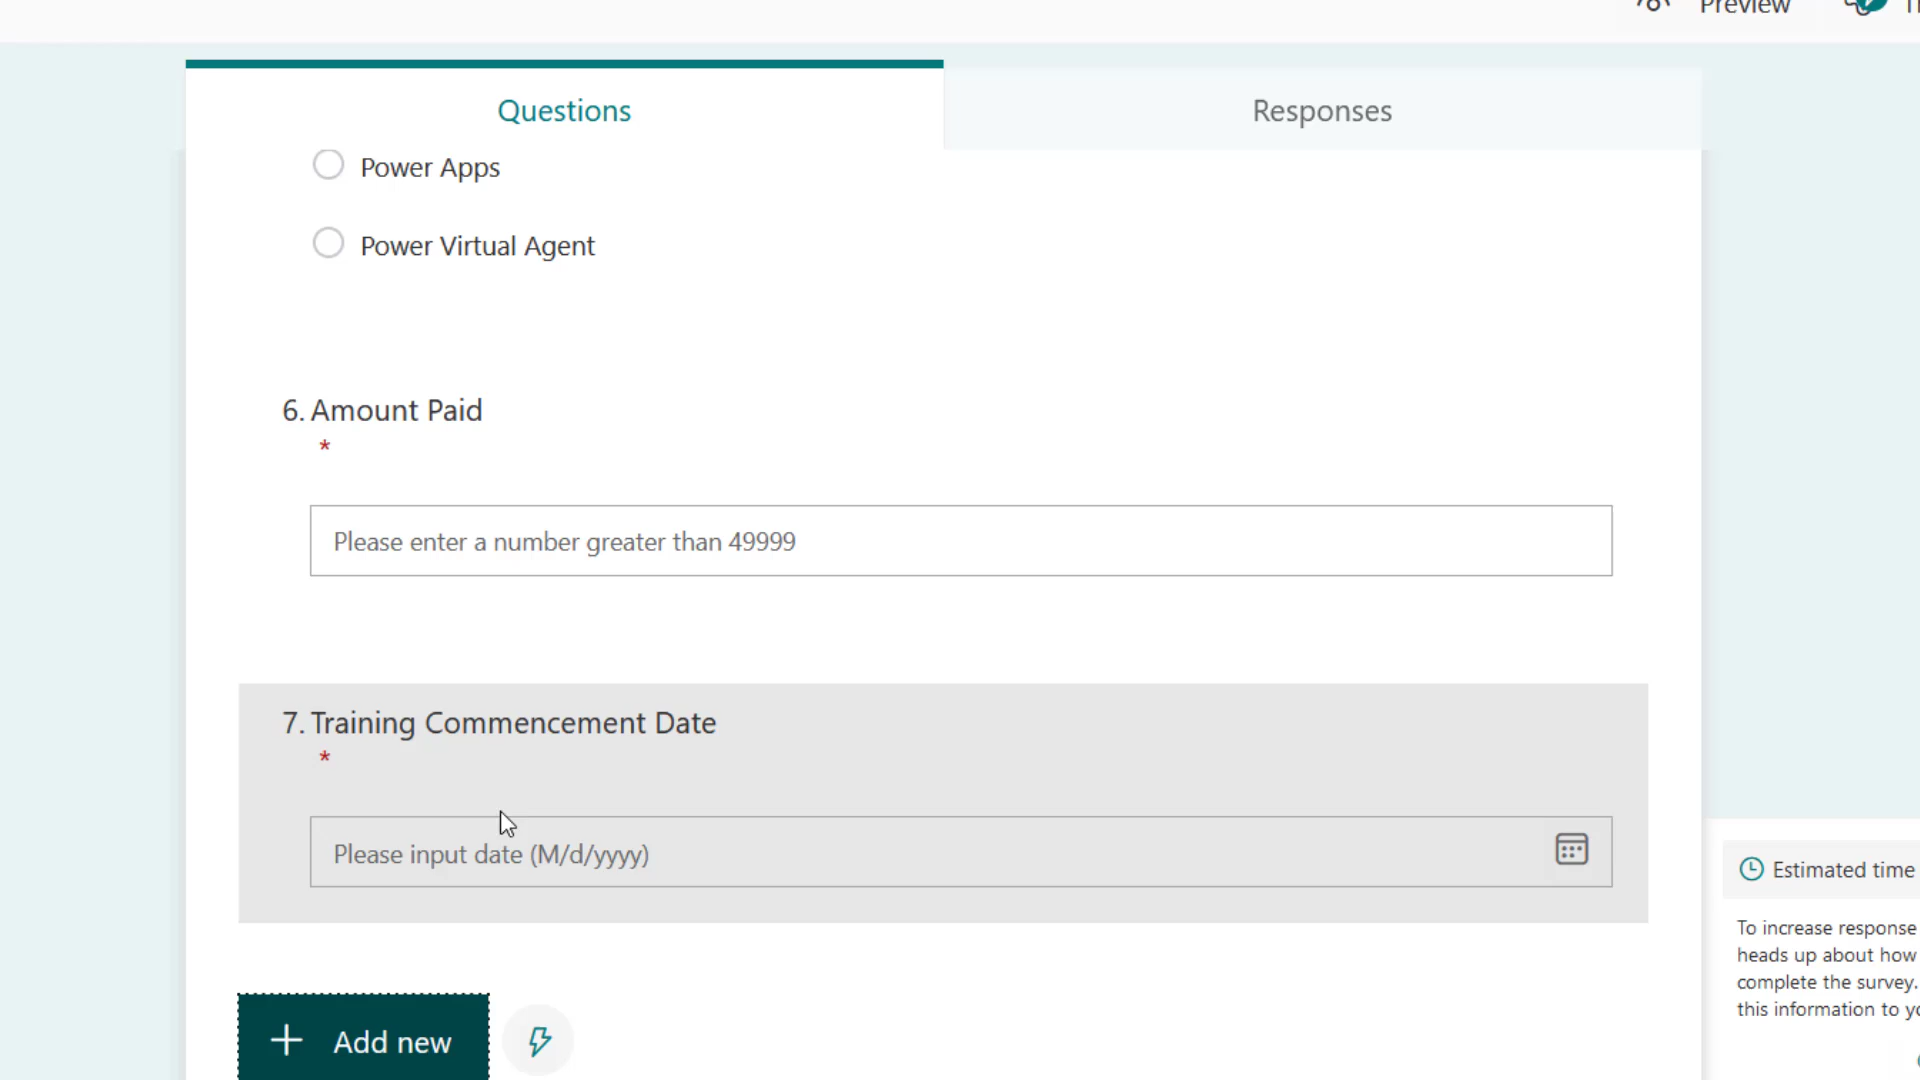 Preview
Questions
Responses
Power Apps
Power Virtual Agent
6. Amount Paid
*
Please enter a number greater than 49999
7. Training Commencement Date
*
Please input date (M/d/yyyy)
Estimated time
To increase response
heads up about how
complete the survey.
this information to
Add new